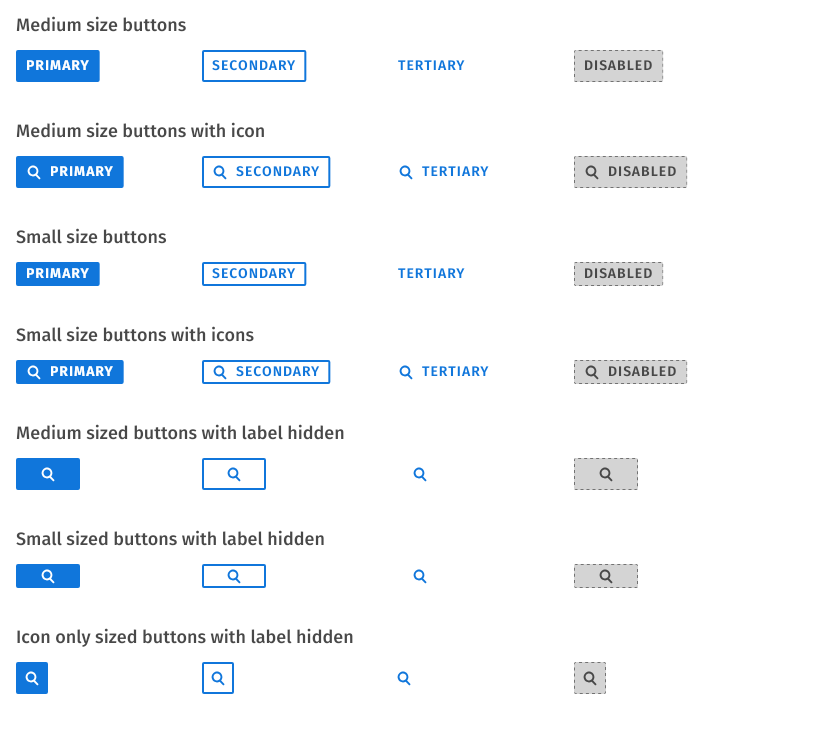 Medium size buttons
PRIMARY SECONDARY TERTIARY DISABLED
Medium size buttons with icon
PRIMARY SECONDARY TERTIARY DISABLED
Small size buttons
PRIMARY SECONDARY TERTIARY DISABLED
Small size buttons with icons
PRIMARY SECONDARY TERTIARY DISABLED
Medium sized buttons with label hidden
Small sized buttons with label hidden
Icon only sized buttons with label hidden